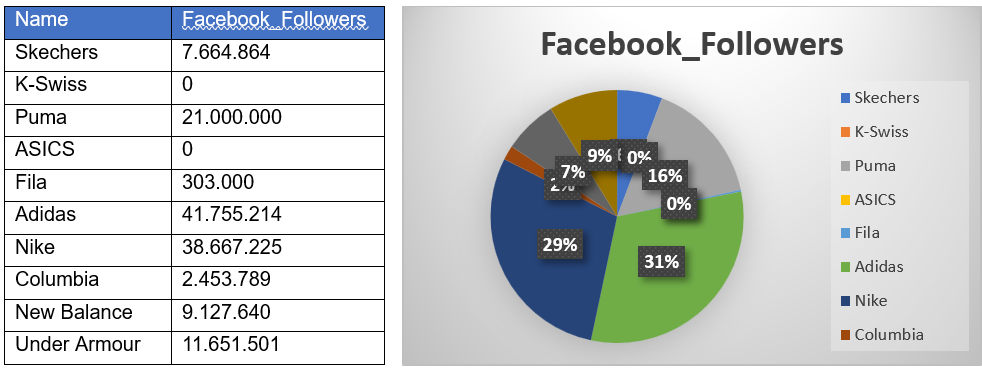 Name Facebook_Followers
Skechers 7.664.864
K-Swiss 0
Puma 21.000.000
ASICS 0
Fila 303.000
Adidas 41.755.214
Nike 38.667.225
Columbia 2.453.789
New Balance 9.127.640
Under Armour 11.651.501
Facebook_Followers
9%
0%
7%
2%
16%
0%
29%
31%
Skechers
K-Swiss
Puma
ASICS
Fila
Adidas
Nike
Columbia